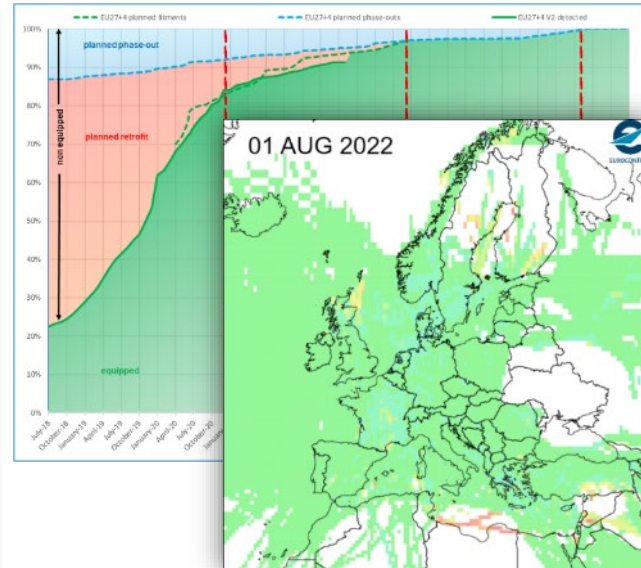 EU27+4 planned fitments
EU27+4 planned phase-outs
EU27+4 V2 detected
100%
90%
80%
70%
60%
50%
40%
30%
20%
10%
0%
planned phase-out
non equipped
planned retrofit
equipped
July-18
October-18
January-19
April-19
July-19
October-19
January-20
April-20
July-20
October-20
01 AUG 2022
EUROCONT